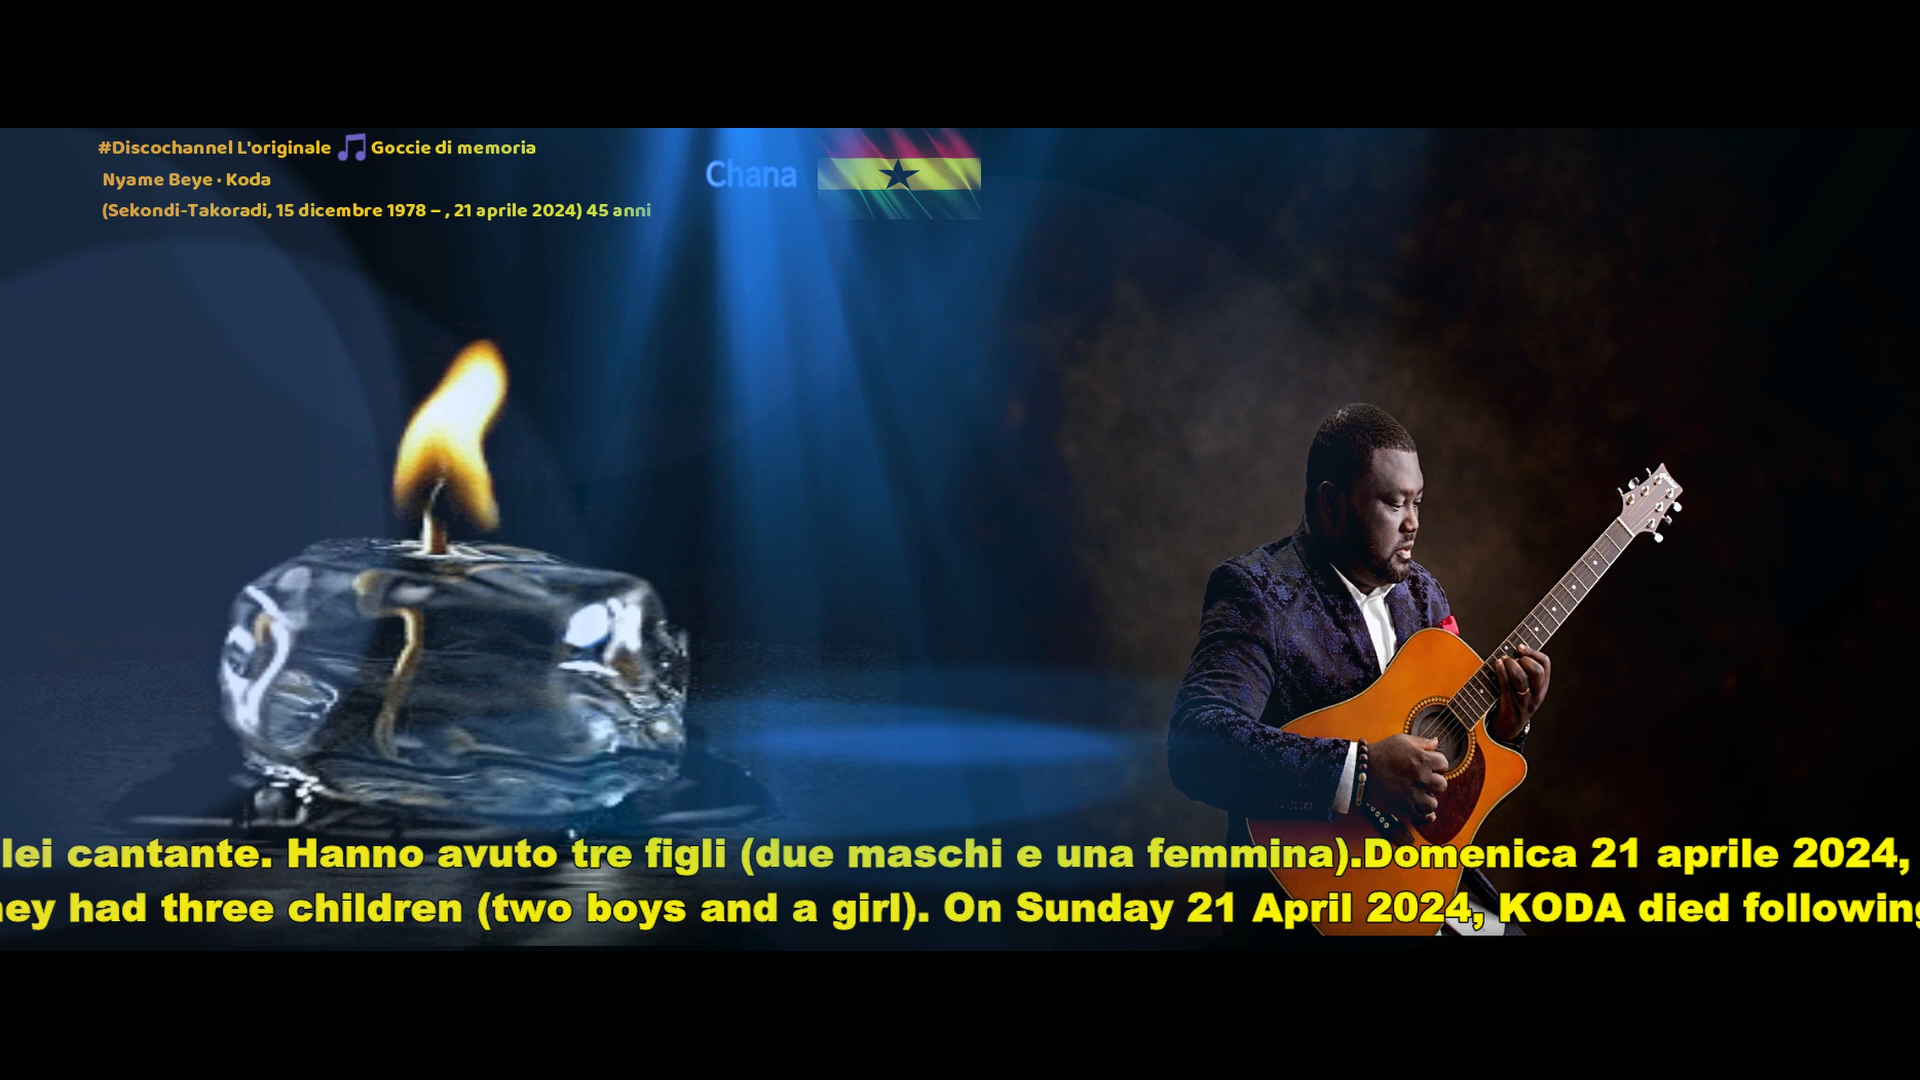 #Discochannel L'originale 🎵 Goccie di memoria
Nyame Beye · Koda
(Sekondi-Takoradi, 15 dicembre 1978 – , 21 aprile 2024) 45 anni
Chana
lei cantante. Hanno avuto tre figli (due maschi e una femmina).Domenica 21 aprile 2024,
ey had three children (two boys and a girl). On Sunday 21 April 2024, KODA died following